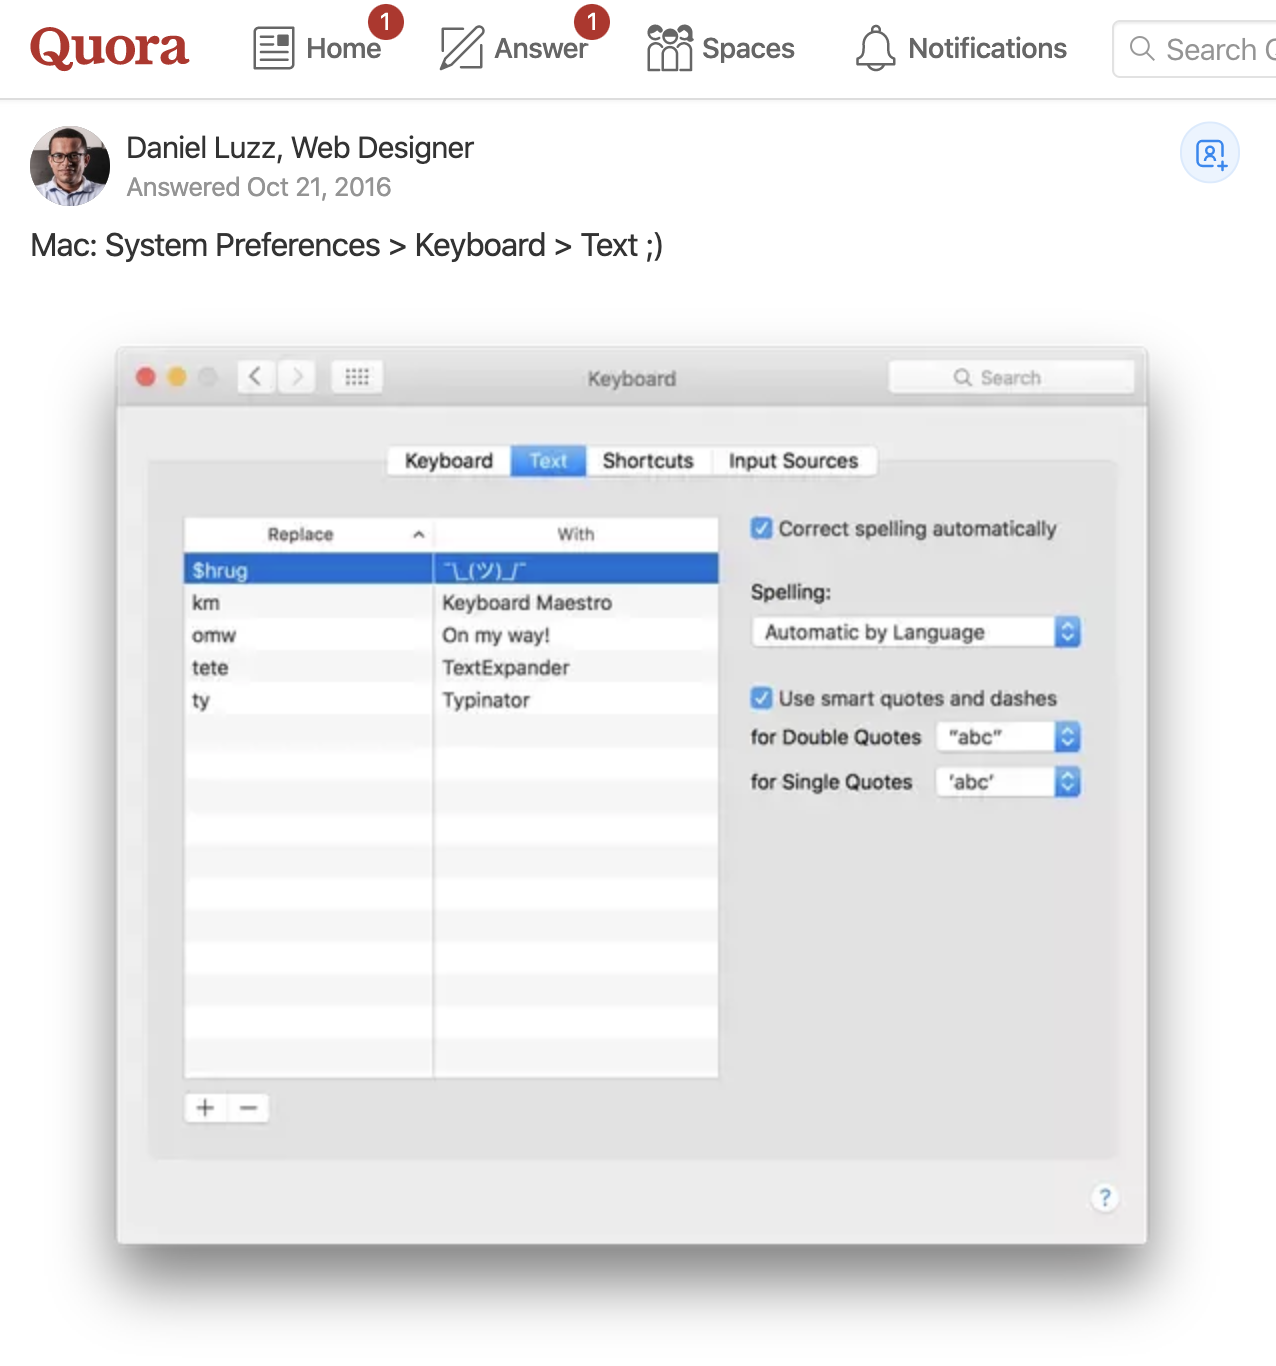 Quora
Home 1
Answer 1
Spaces
Notifications
Search
Daniel Luzz, Web Designer
Answered Oct 21, 2016
Mac: System Preferences > Keyboard > Text ;)
Keyboard
Search
Keyboard Text Shortcuts Input Sources
Replace With
$hrug ¯\_(ツ)_/¯
km Keyboard Maestro
omw On my way!
tete TextExpander
ty Typinator
Correct spelling automatically
Spelling:
Automatic by Language
Use smart quotes and dashes
for Double Quotes “abc”
for Single Quotes ‘abc’
+ −
?